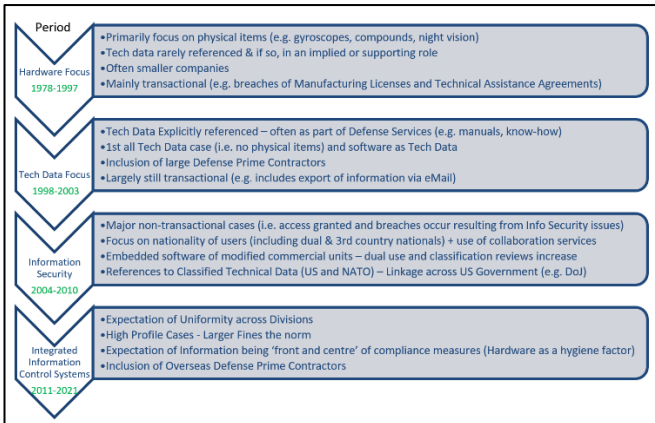 Period
Hardware Focus
1978-1997
•Primarily focus on physical items (e.g. gyroscopes, compounds, night vision)
•Tech data rarely referenced & if so, in an implied or supporting role
•Often smaller companies
•Mainly transactional (e.g. breaches of Manufacturing Licenses and Technical Assistance Agreements)
Tech Data Focus
1998-2003
•Tech Data Explicitly referenced – often as part of Defense Services (e.g. manuals, know-how)
•1st all Tech Data case (i.e. no physical items) and software as Tech Data
•Inclusion of large Defense Prime Contractors
•Largely still transactional (e.g. includes export of information via eMail)
Information
Security
2004-2010
•Major non-transactional cases (i.e. access granted and breaches occur resulting from Info Security issues)
•Focus on nationality of users (including dual & 3rd country nationals) + use of collaboration services
•Embedded software of modified commercial units – dual use and classification reviews increase
•References to Classified Technical Data (US and NATO) – Linkage across US Government (e.g. DoJ)
Integrated
Information
Control Systems
2011-2021
•Expectation of Uniformity across Divisions
•High Profile Cases - Larger Fines the norm
•Expectation of Information being ‘front and centre’ of compliance measures (Hardware as a hygiene factor)
•Inclusion of Overseas Defense Prime Contractors